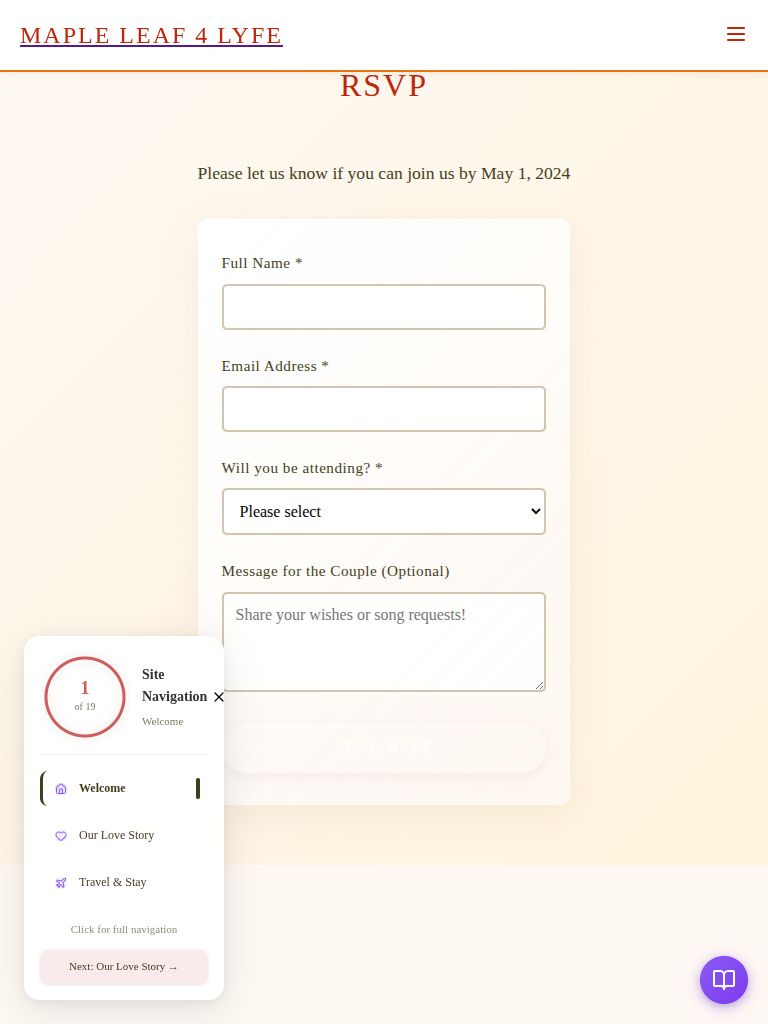 MAPLE LEAF 4 LYFE
RSVP
Please let us know if you can join us by May 1, 2024
Full Name *
Email Address *
Will you be attending? *
Please select
Message for the Couple (Optional)
Share your wishes or song requests!
SEND RSVP
1
of 19
Site
Navigation
Welcome
Welcome
Our Love Story
Travel & Stay
Click for full navigation
Next: Our Love Story →